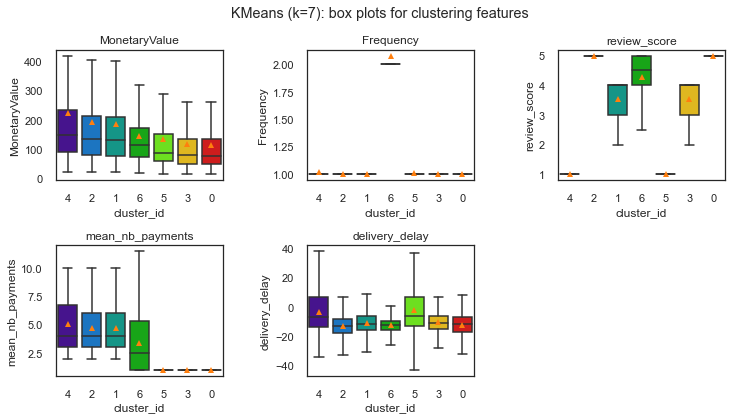 KMeans (k=7): box plots for clustering features
MonetaryValue
MonetaryValue
400
300
200
100
0
4 2 1 6 5 3 0
cluster_id
Frequency
Frequency
2.00
1.75
1.50
1.25
1.00
4 2 1 6 5 3 0
cluster_id
review_score
review_score
5
4
3
2
1
4 2 1 6 5 3 0
cluster_id
mean_nb_payments
mean_nb_payments
10.0
7.5
5.0
2.5
4 2 1 6 5 3 0
cluster_id
delivery_delay
delivery_delay
40
20
0
−20
−40
4 2 1 6 5 3 0
cluster_id